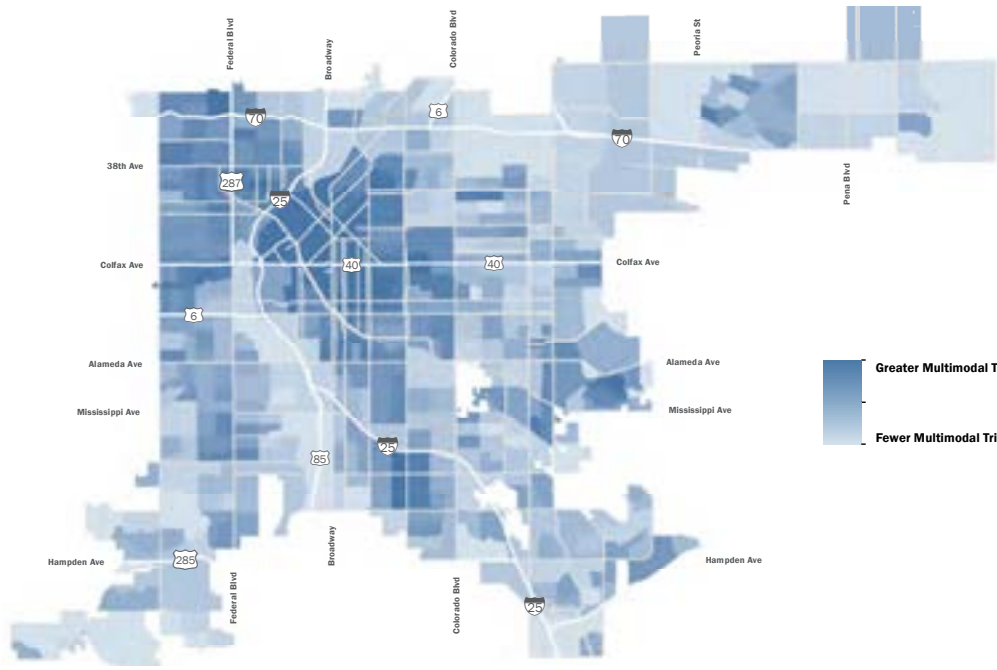 Federal Blvd
Broadway
Colorado Blvd
Peoria St
70
6
70
38th Ave
287
25
Pena Blvd
Colfax Ave
40
40
Colfax Ave
6
Alameda Ave
Alameda Ave
Greater Multimodal T
Mississippi Ave
Mississippi Ave
Fewer Multimodal Tri
25
85
Hampden Ave
285
Broadway
Hampden Ave
Federal Blvd
Colorado Blvd
25